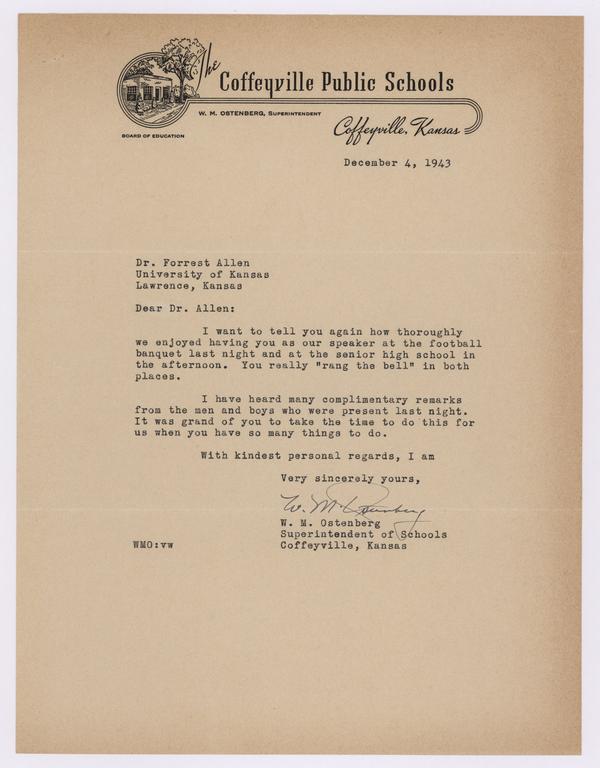 The Coffeyville Public Schools
W. M. OSTENBERG, SUPERINTENDENT
BOARD OF EDUCATION
Coffeyville, Kansas
December 4, 1943
Dr. Forrest Allen
University of Kansas
Lawrence, Kansas
Dear Dr. Allen:
I want to tell you again how thoroughly
we enjoyed having you as our speaker at the football
banquet last night and at the senior high school in
the afternoon. You really "rang the bell" in both
places.
I have heard many complimentary remarks
from the men and boys who were present last night.
It was grand of you to take the time to do this for
us when you have so many things to do.
With kindest personal regards, I am
Very sincerely yours,
W. M. Ostenberg
W. M. Ostenberg
Superintendent of Schools
WMO:vw Coffeyville, Kansas